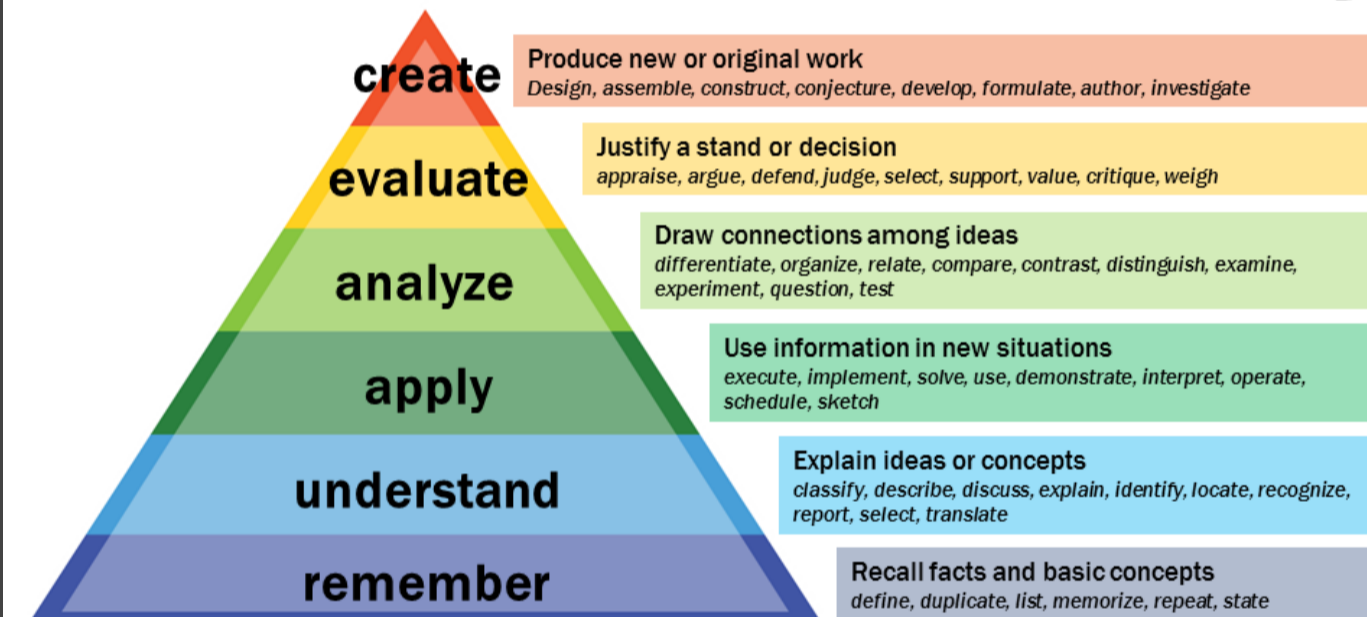 create
Produce new or original work
Design, assemble, construct, conjecture, develop, formulate, author, investigate
evaluate
Justify a stand or decision
appraise, argue, defend, judge, select, support, value, critique, weigh
analyze
Draw connections among ideas
differentiate, organize, relate, compare, contrast, distinguish, examine,
experiment, question, test
apply
Use information in new situations
execute, implement, solve, use, demonstrate, interpret, operate,
schedule, sketch
understand
Explain ideas or concepts
classify, describe, discuss, explain, identify, locate, recognize,
report, select, translate
remember
Recall facts and basic concepts
define, duplicate, list, memorize, repeat, state